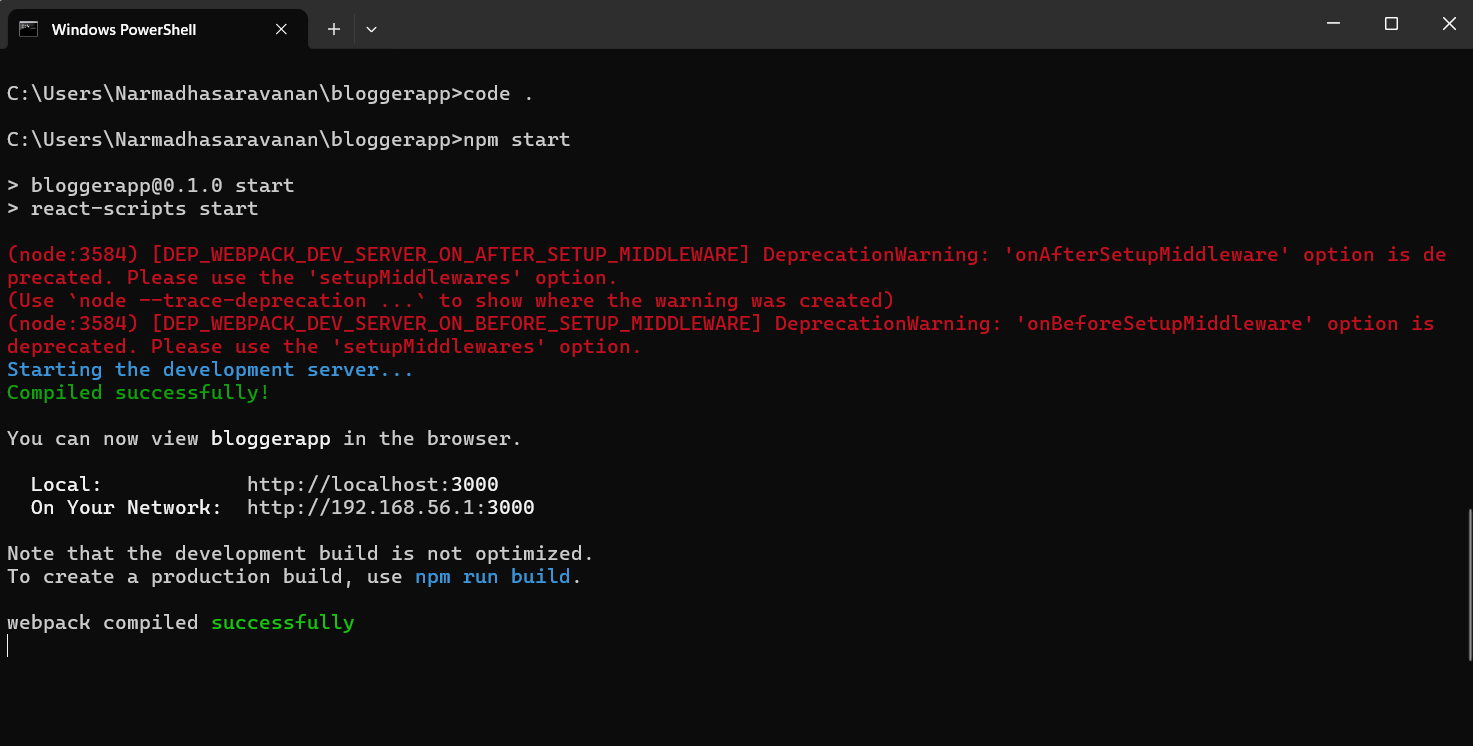 Windows PowerShell
C:\Users\Narmadhasaravanan\bloggerapp>code .
C:\Users\Narmadhasaravanan\bloggerapp>npm start
> bloggerapp@0.1.0 start
> react-scripts start
(node:3584) [DEP_WEBPACK_DEV_SERVER_ON_AFTER_SETUP_MIDDLEWARE] DeprecationWarning: 'onAfterSetupMiddleware' option is de
precated. Please use the 'setupMiddlewares' option.
(Use `node --trace-deprecation ...` to show where the warning was created)
(node:3584) [DEP_WEBPACK_DEV_SERVER_ON_BEFORE_SETUP_MIDDLEWARE] DeprecationWarning: 'onBeforeSetupMiddleware' option is
deprecated. Please use the 'setupMiddlewares' option.
Starting the development server...
Compiled successfully!
You can now view bloggerapp in the browser.
Local: http://localhost:3000
On Your Network: http://192.168.56.1:3000
Note that the development build is not optimized.
To create a production build, use npm run build.
webpack compiled successfully